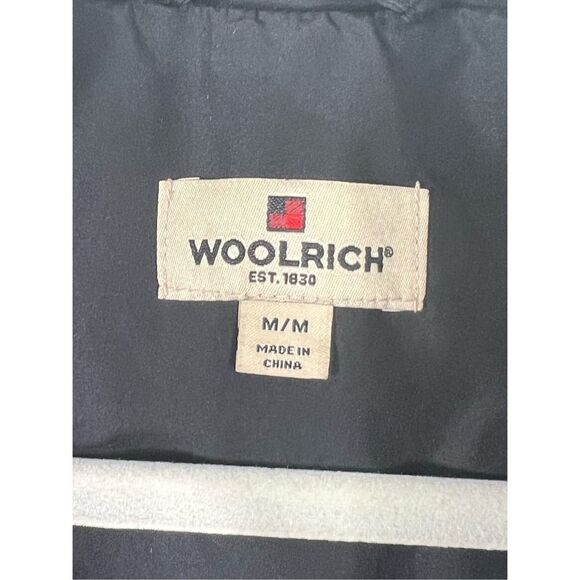 WOOLRICH®
EST. 1830
M/M
MADE IN
CHINA